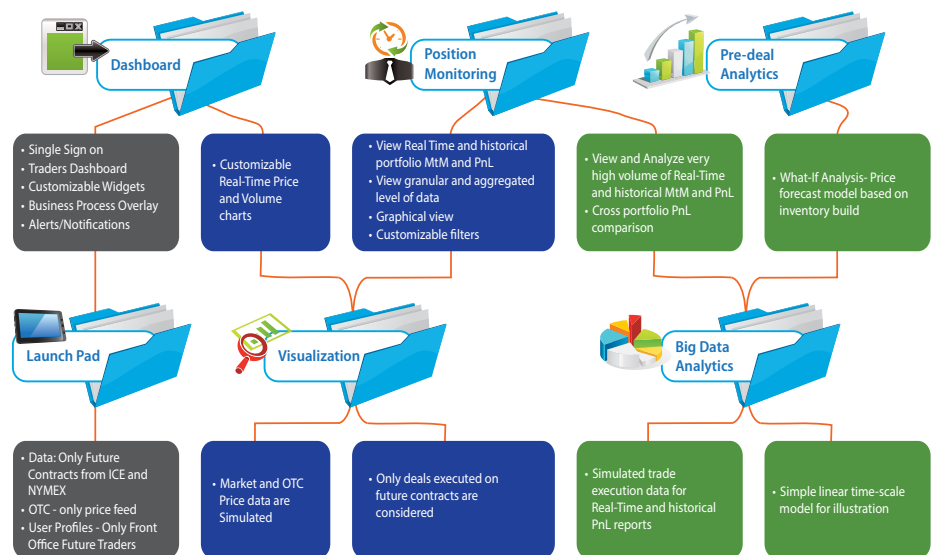 Dashboard
Position
Monitoring
Pre-deal
Analytics
• Single Sign on
• Traders Dashboard
• Customizable Widgets
• Business Process Overlay
• Alerts/Notifications
• Customizable
Real-Time Price
and Volume
charts
• View Real Time and historical
portfolio MtM and PnL
• View granular and aggregated
level of data
• Graphical view
• Customizable filters
• View and Analyze very
high volume of Real-Time
and historical MtM and PnL
• Cross portfolio PnL
comparison
• What-If Analysis- Price
forecast model based on
inventory build
Launch Pad
Visualization
Big Data
Analytics
• Data: Only Future
Contracts from ICE and
NYMEX
• OTC - only price feed
• User Profiles - Only Front
Office Future Traders
• Market and OTC
Price data are
Simulated
• Only deals executed on
future contracts are
considered
• Simulated trade
execution data for
Real-Time and historical
PnL reports
• Simple linear time-scale
model for illustration